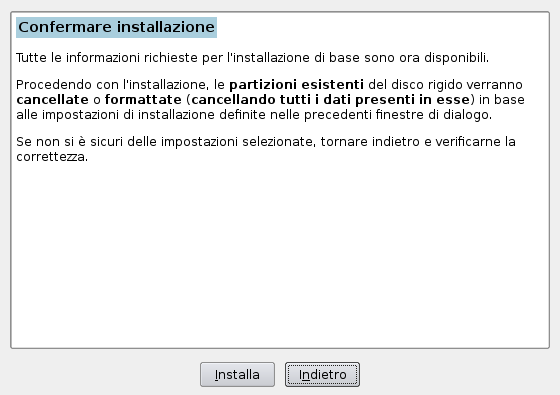 Confermare installazione
Tutte le informazioni richieste per l'installazione di base sono ora disponibili.
Procedendo con l'installazione, le partizioni esistenti del disco rigido verranno
cancellate o formattate (cancellando tutti i dati presenti in esse) in base
alle impostazioni di installazione definite nelle precedenti finestre di dialogo.
Se non si è sicuri delle impostazioni selezionate, tornare indietro e verificarne la
correttezza.
Installa
Indietro